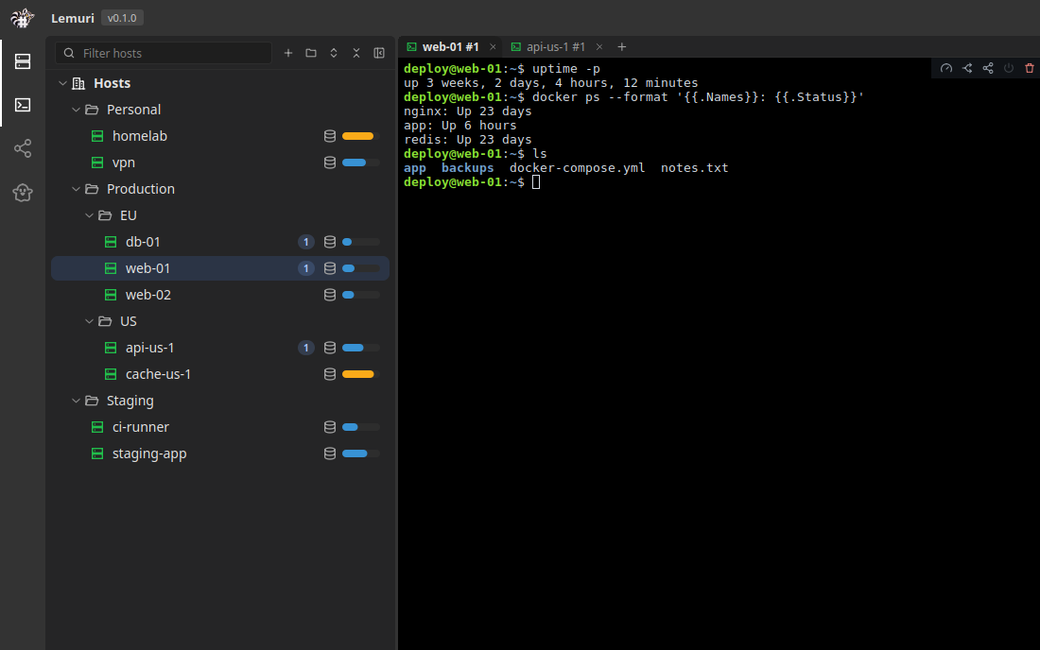 Lemuri v0.1.0
Filter hosts
Hosts
Personal
homelab
vpn
Production
EU
db-01 1
web-01 1
web-02
US
api-us-1 1
cache-us-1
Staging
ci-runner
staging-app
web-01 #1 × api-us-1 #1 × +
deploy@web-01:~$ uptime -p
up 3 weeks, 2 days, 4 hours, 12 minutes
deploy@web-01:~$ docker ps --format '{{.Names}}: {{.Status}}'
nginx: Up 23 days
app: Up 6 hours
redis: Up 23 days
deploy@web-01:~$ ls
app backups docker-compose.yml notes.txt
deploy@web-01:~$